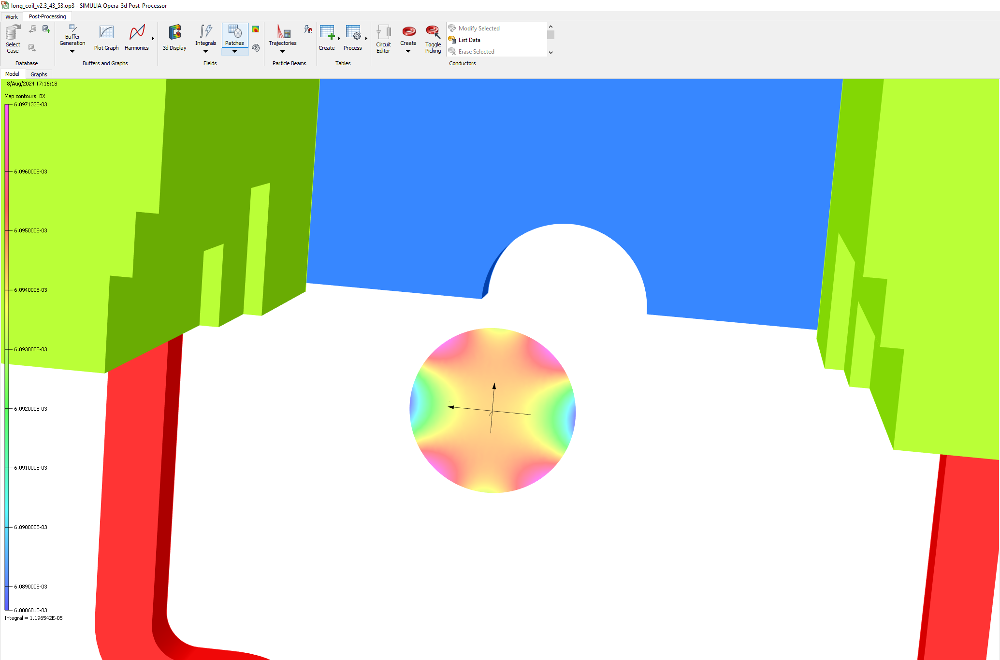 long_coil_v2.3_43_53.op3 - SIMULIA Opera-3d Post-Processor
Work
Post-Processing
Select
Case
Database
Buffer
Generation
Plot Graph
Harmonics
Buffers and Graphs
3d Display
Integrals
Patches
Fields
Trajectories
Particle Beams
Create
Process
Tables
Circuit
Editor
Create
Toggle
Picking
Modify Selected
List Data
Erase Selected
Conductors
Model
Graphs
8/Aug/2024 17:16:18
Map contours: BX
6.097132E-03
6.096000E-03
6.095000E-03
6.094000E-03
6.093000E-03
6.092000E-03
6.091000E-03
6.090000E-03
6.089000E-03
6.088601E-03
Integral = 1.196542E-05